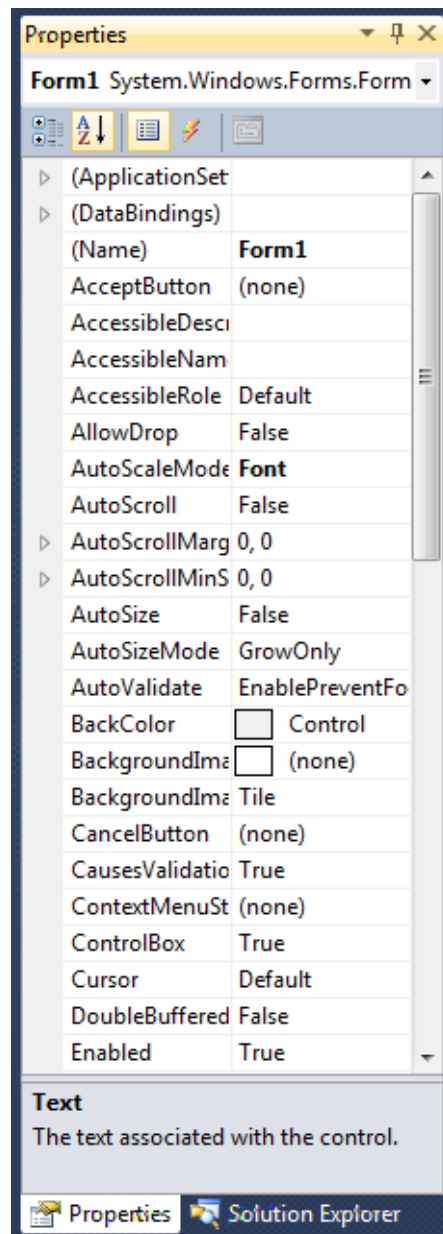 Properties
Form1 System.Windows.Forms.Form
A
Z
(ApplicationSet
(DataBindings)
(Name) Form1
AcceptButton (none)
AccessibleDescr
AccessibleNam
AccessibleRole Default
AllowDrop False
AutoScaleMode Font
AutoScroll False
AutoScrollMarg 0, 0
AutoScrollMinS 0, 0
AutoSize False
AutoSizeMode GrowOnly
AutoValidate EnablePreventFo
BackColor Control
BackgroundIma (none)
BackgroundIma Tile
CancelButton (none)
CausesValidatio True
ContextMenuSt (none)
ControlBox True
Cursor Default
DoubleBuffered False
Enabled True
Text
The text associated with the control.
Properties Solution Explorer